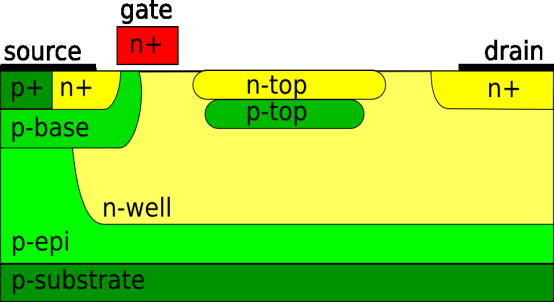 gate
n+
source
drain
p+
n+
n-top
n+
p-top
p-base
n-well
p-epi
p-substrate